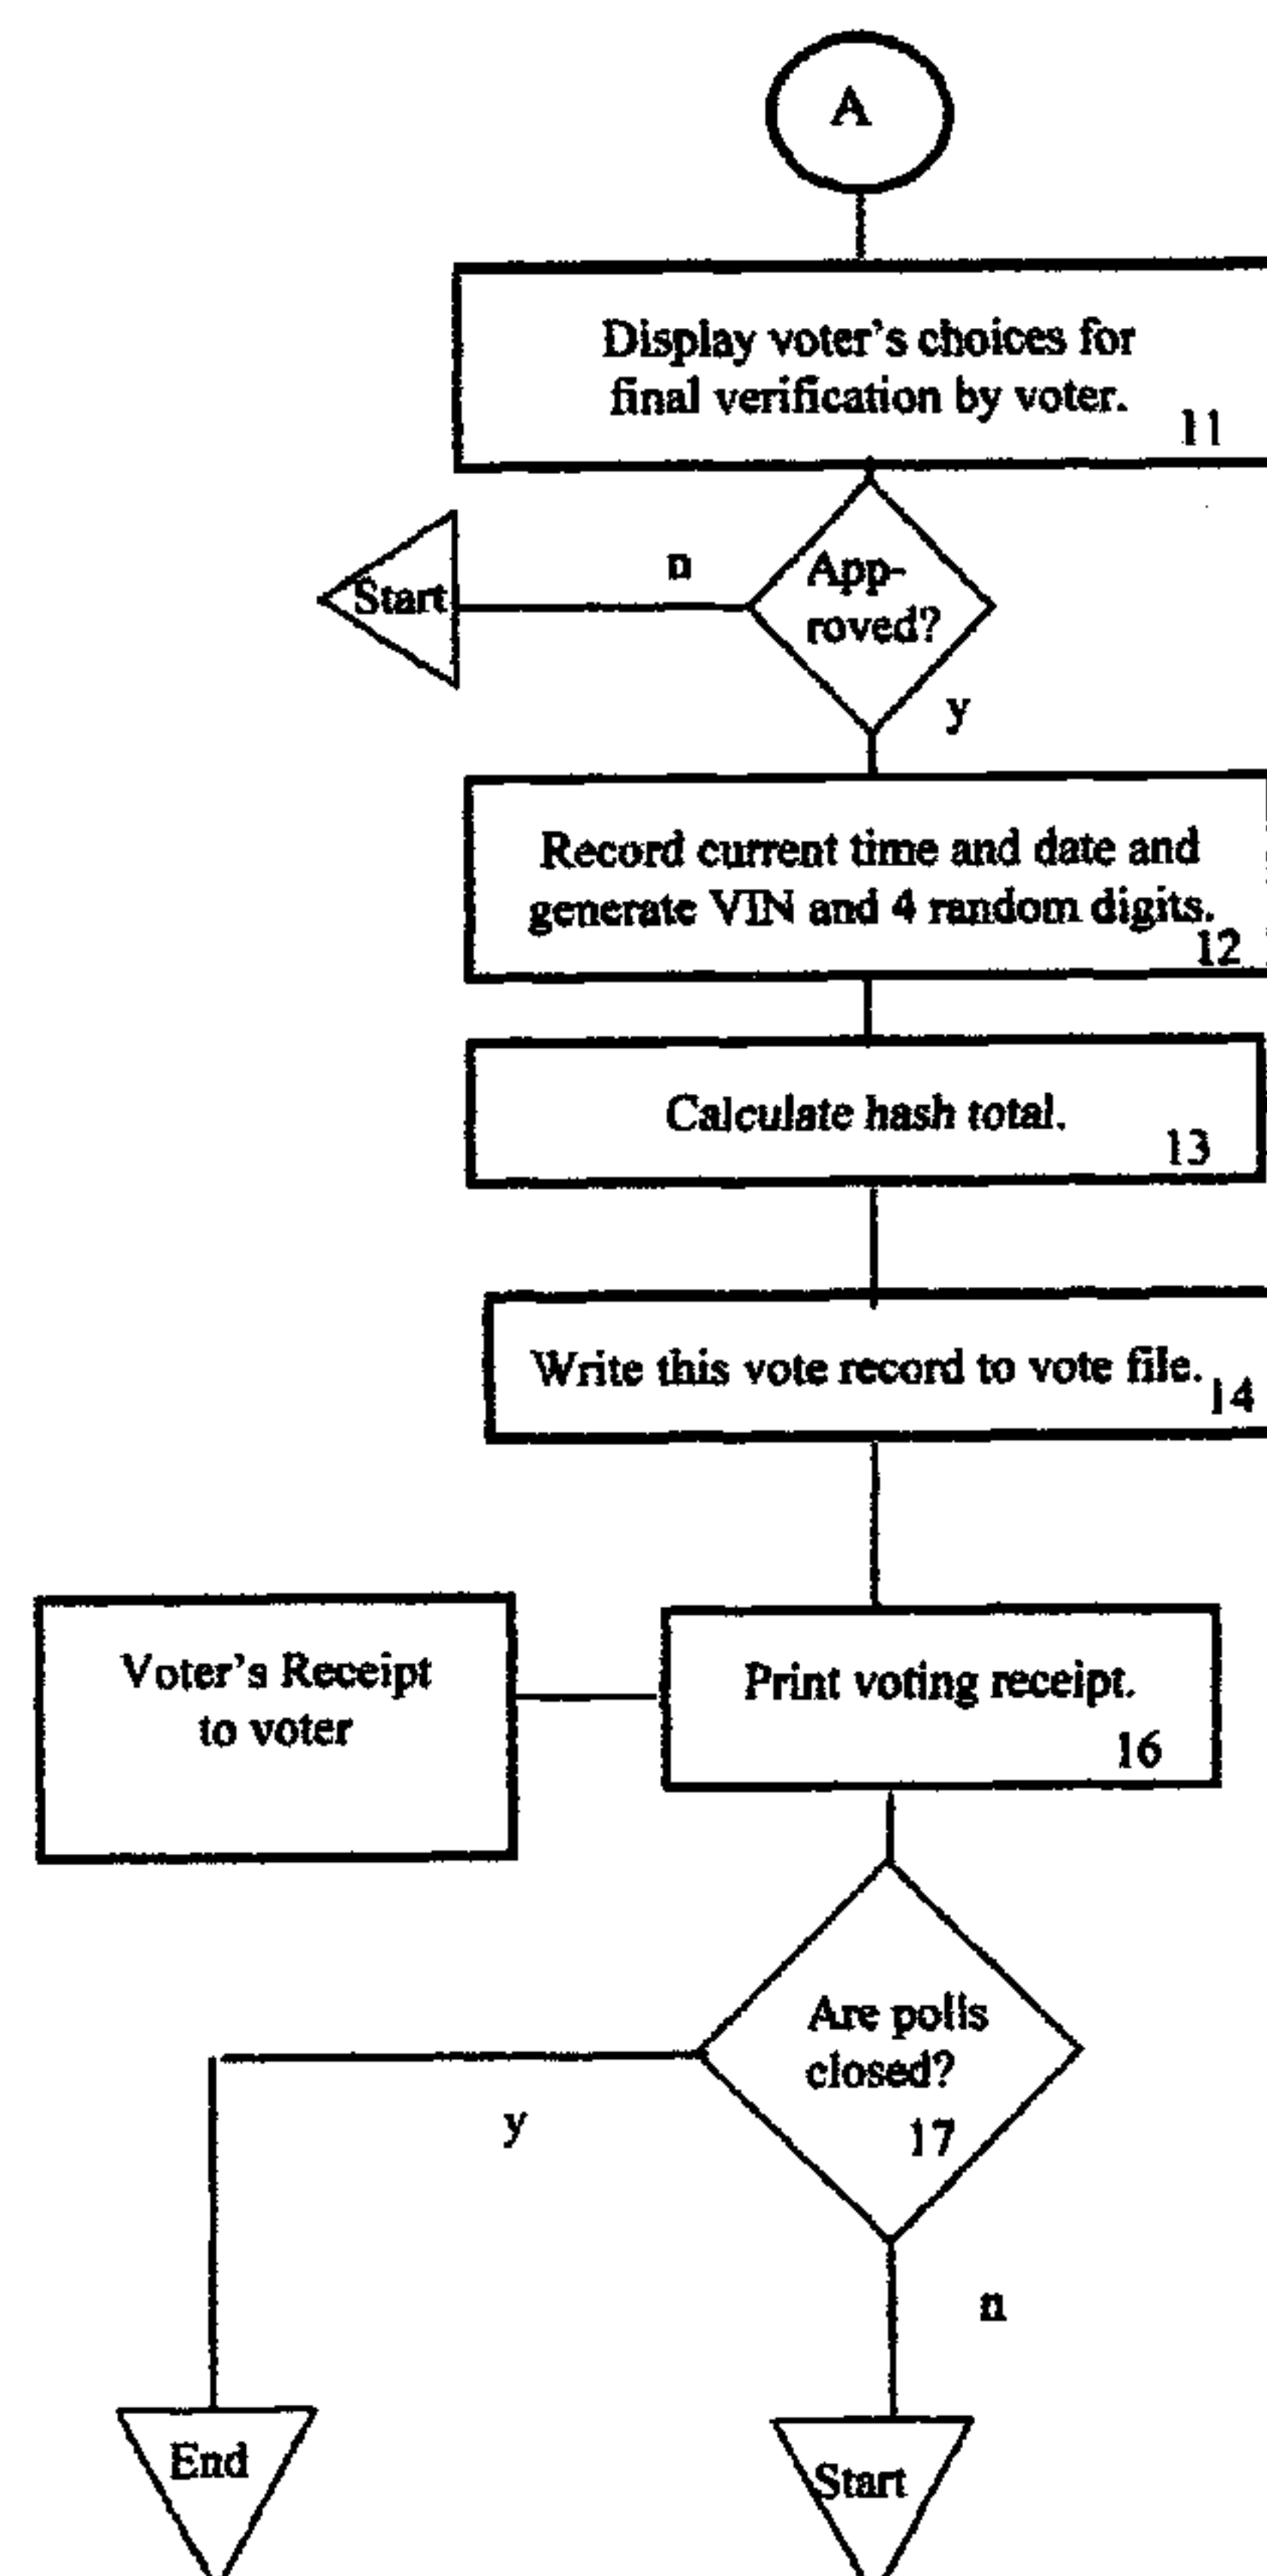 A
Display voter's choices for
final verification by voter.
11
n
App-
roved?
Start
y
Record current time and date and
generate VIN and 4 random digits.
12
Calculate hash total.
13
Write this vote record to vote file.
14
Voter's Receipt
to voter
Print voting receipt.
16
Are polls
closed?
17
y
n
End
Start